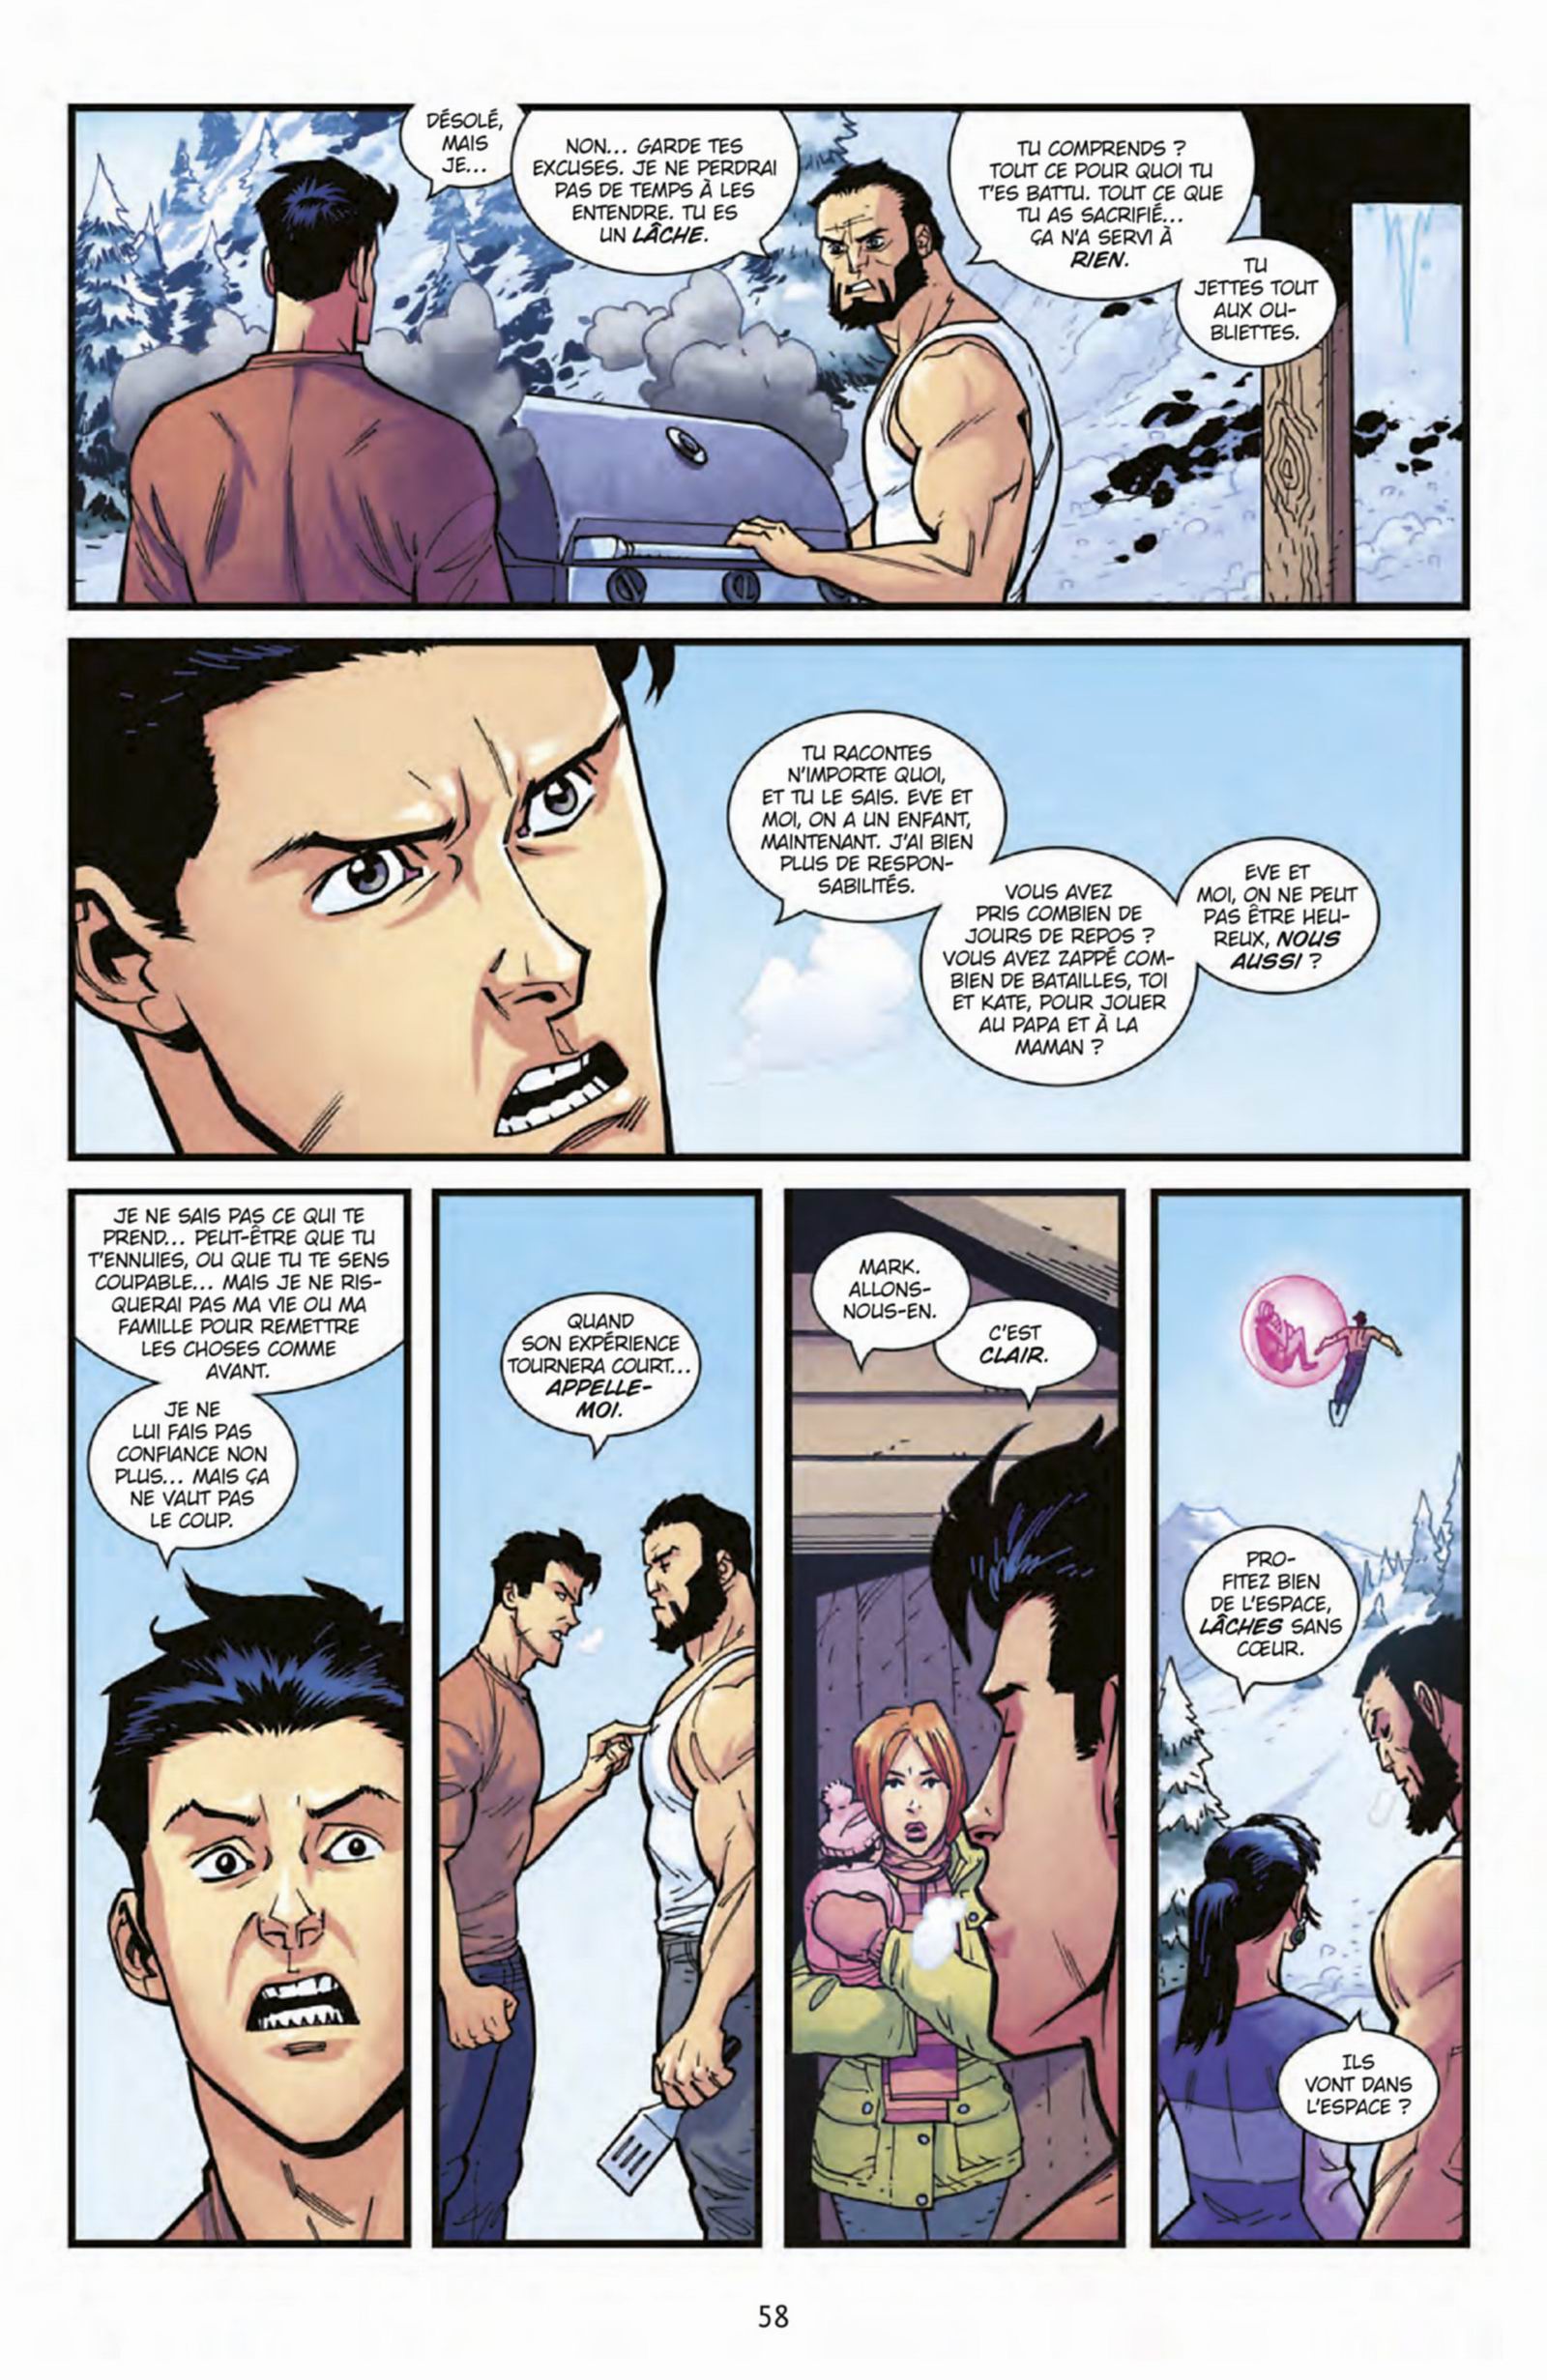 DÉSOLÉ,
MAIS
JE...
NON... GARDE TES
EXCUSES. JE NE PERDRAI
PAS DE TEMPS À LES
ENTENDRE. TU ES
UN LÂCHE.
TU COMPRENDS ?
TOUT CE POUR QUOI TU
T'ES BATTU. TOUT CE QUE
TU AS SACRIFIÉ...
ÇA N'A SERVI À
RIEN.
TU
JETTES TOUT
AUX OU-
BLIETTES.
TU RACONTES
N'IMPORTE QUOI,
ET TU LE SAIS. EVE ET
MOI, ON A UN ENFANT,
MAINTENANT. J'AI BIEN
PLUS DE RESPON-
SABILITÉS.
VOUS AVEZ
PRIS COMBIEN DE
JOURS DE REPOS ?
VOUS AVEZ ZAPPÉ COM-
BIEN DE BATAILLES, TOI
ET KATE, POUR JOUER
AU PAPA ET À LA
MAMAN ?
EVE ET
MOI, ON NE PEUT
PAS ÊTRE HEU-
REUX, NOUS
AUSSI ?
JE NE SAIS PAS CE QUI TE
PREND... PEUT-ÊTRE QUE TU
T'ENNUIES, OU QUE TU TE SENS
COUPABLE... MAIS JE NE RIS-
QUERAI PAS MA VIE OU MA
FAMILLE POUR REMETTRE
LES CHOSES COMME
AVANT.
JE NE
LUI FAIS PAS
CONFIANCE NON
PLUS... MAIS ÇA
NE VAUT PAS
LE COUP.
QUAND
SON EXPÉRIENCE
TOURNERA COURT...
APPELLE-
MOI.
MARK.
ALLONS-
NOUS-EN.
C'EST
CLAIR.
PRO-
FITEZ BIEN
DE L'ESPACE,
LÂCHES SANS
CŒUR.
ILS
VONT DANS
L'ESPACE ?
58